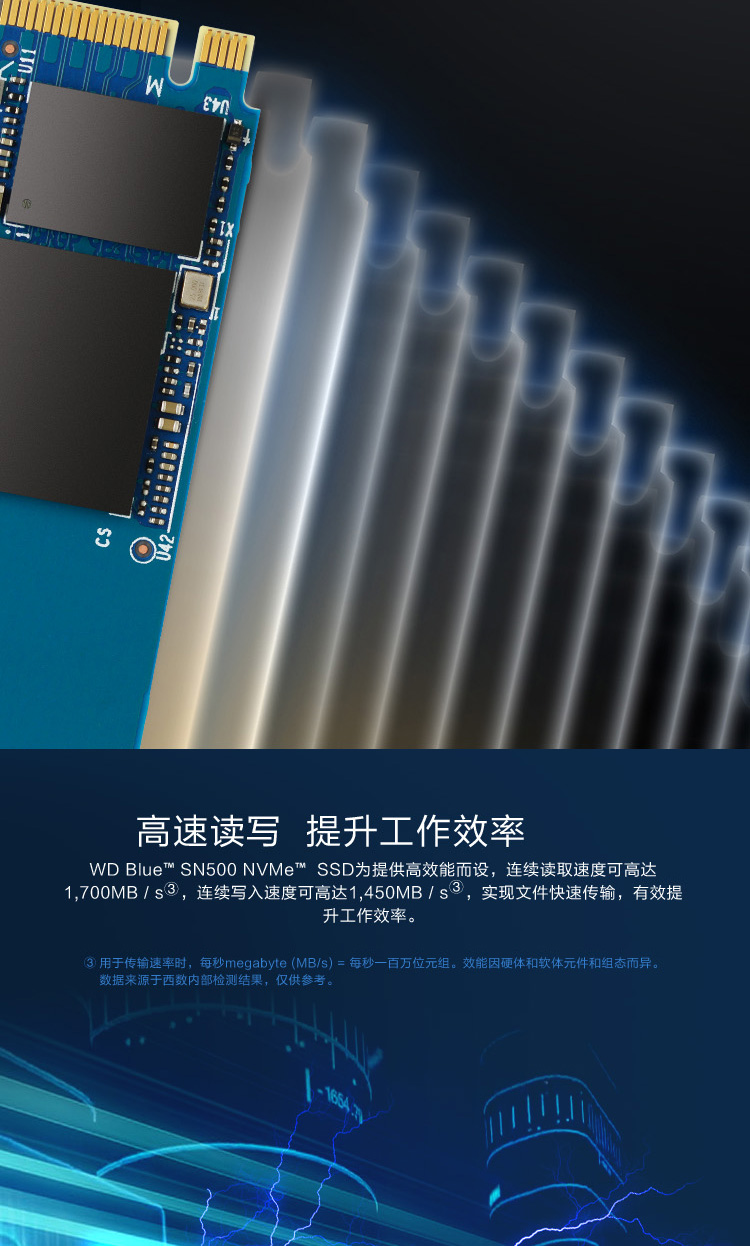 U11
M
U43
X1
CS
U42
高速读写 提升工作效率
WD Blue™ SN500 NVMe™ SSD为提供高效能而设，连续读取速度可高达
1,700MB / s③，连续写入速度可高达1,450MB / s③，实现文件快速传输，有效提
升工作效率。
③ 用于传输速率时，每秒megabyte (MB/s) = 每秒一百万位元组。效能因硬体和软体元件和组态而异。
数据来源于西数内部检测结果，仅供参考。